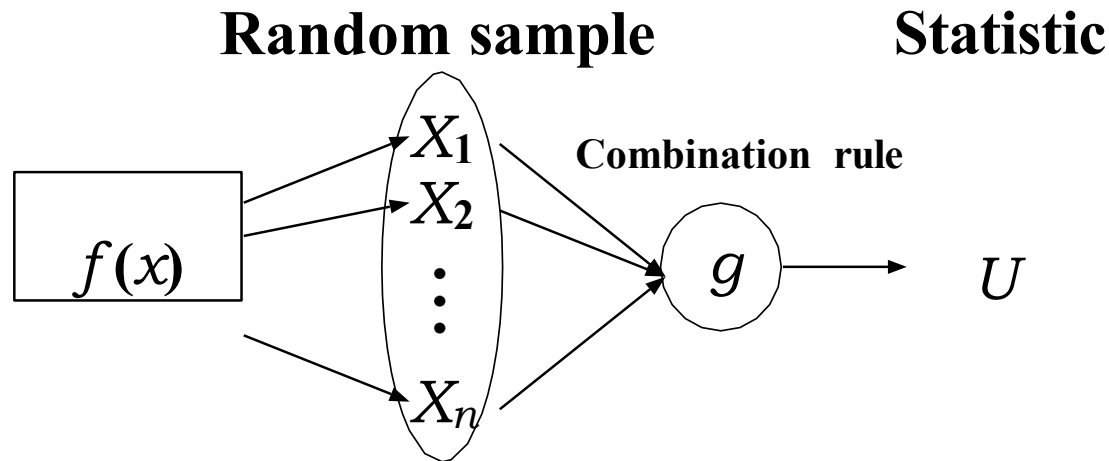 Random sample
Statistic
X1
Combination rule
X2
f(x)
g
U
Xn